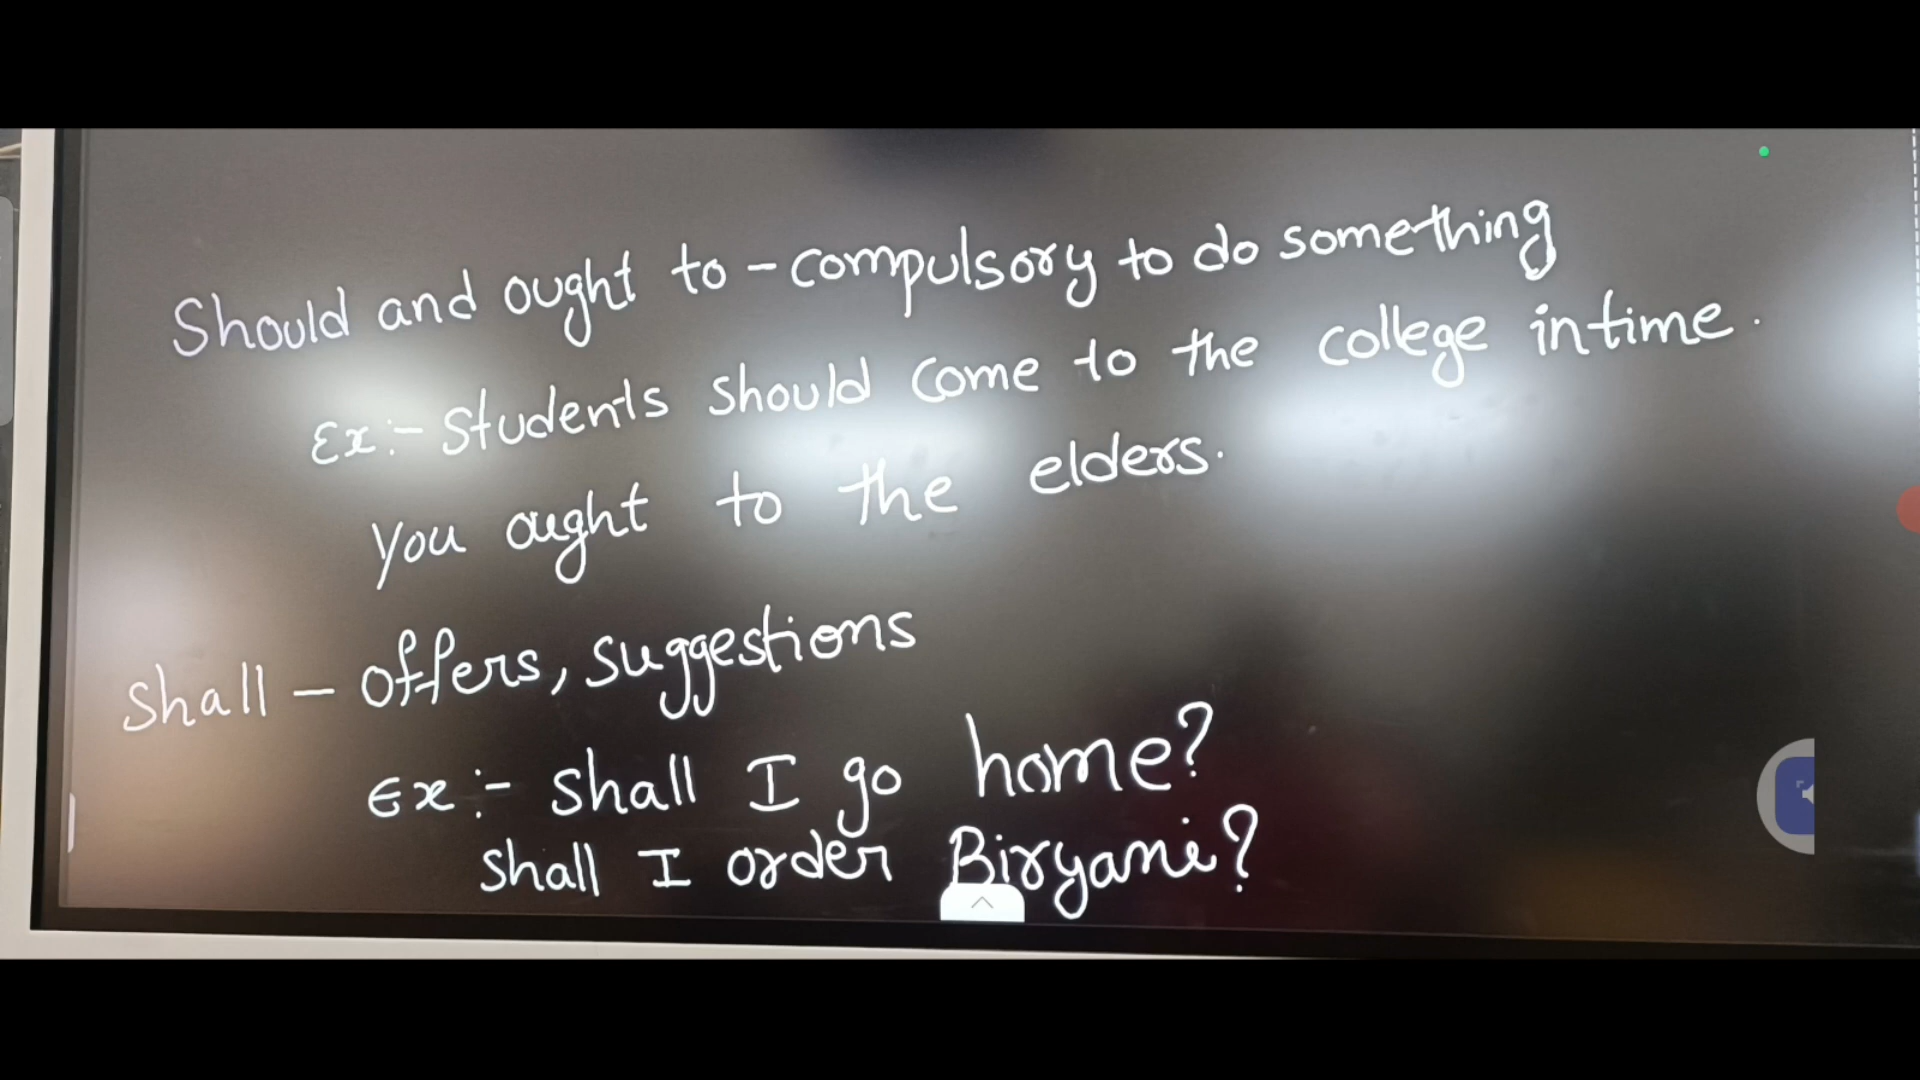 Should and ought to - compulsory to do something
Ex:- Students should come to the college intime.
You ought to the elders.
Shall - offers, suggestions
Ex:- Shall I go home?
Shall I order Biryani?